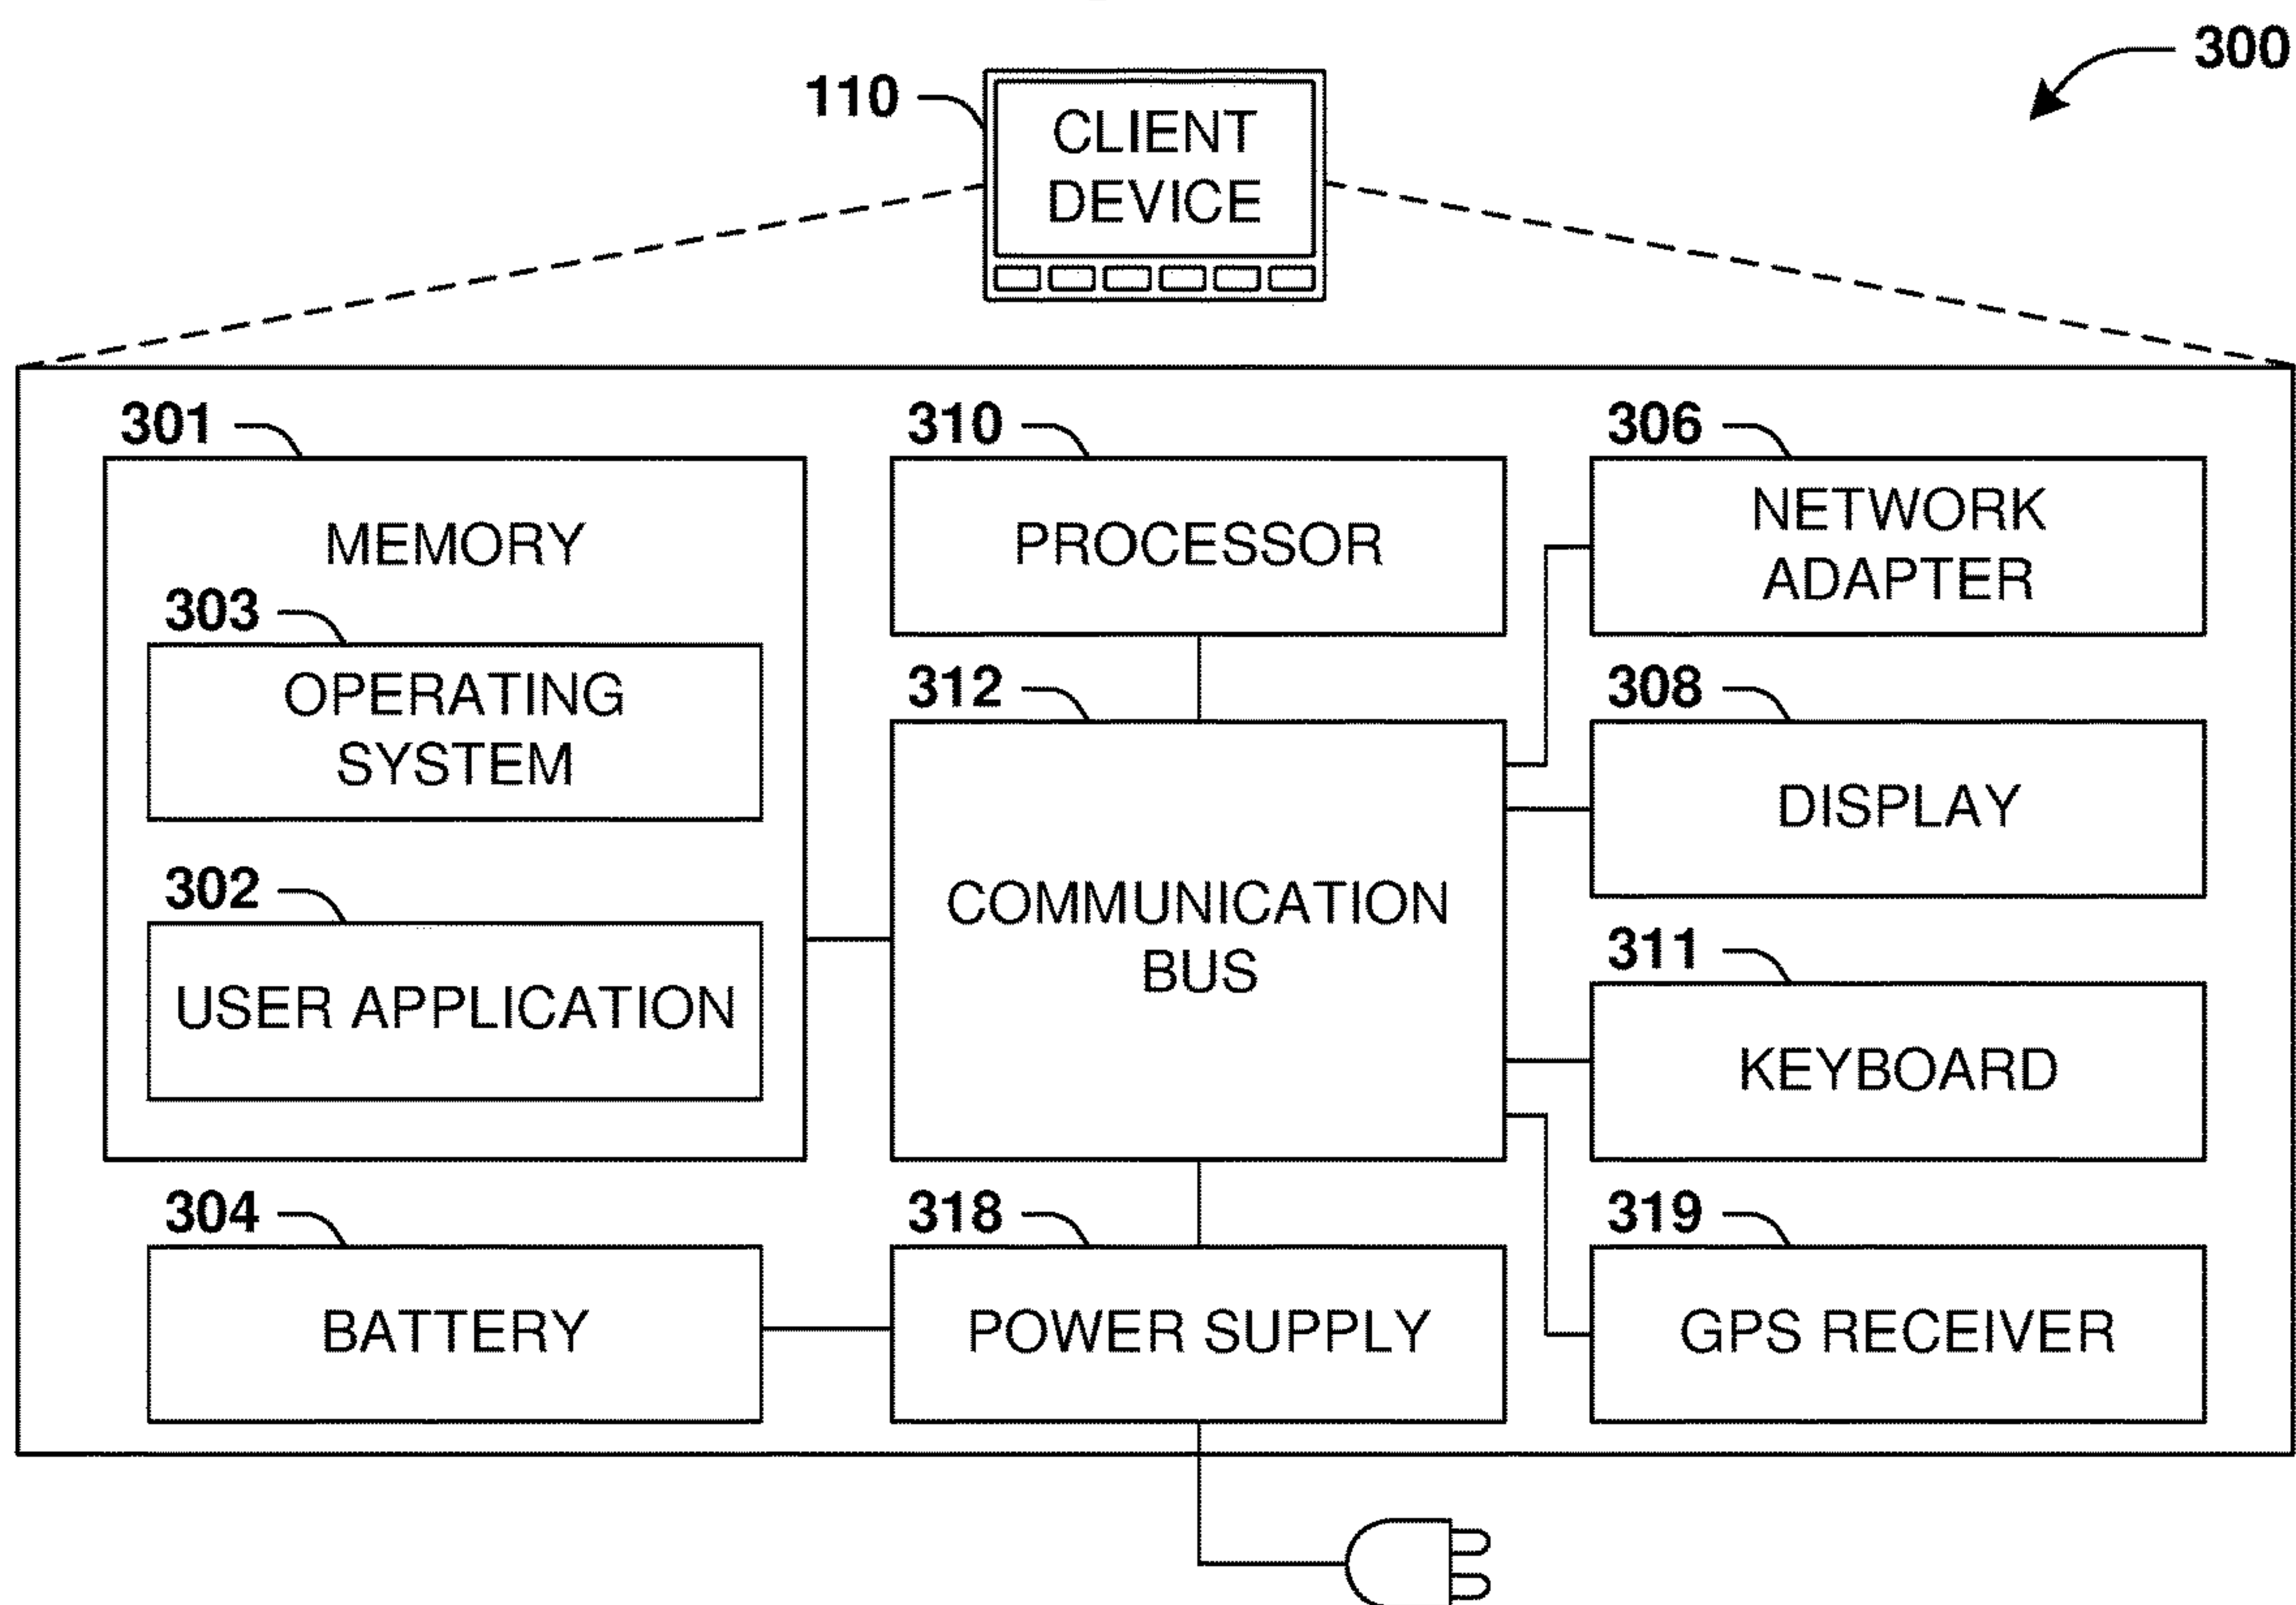 300
110
CLIENT
DEVICE
301
310
306
MEMORY
PROCESSOR
NETWORK
ADAPTER
303
312
308
OPERATING
SYSTEM
DISPLAY
302
COMMUNICATION
BUS
311
USER APPLICATION
KEYBOARD
304
318
319
BATTERY
POWER SUPPLY
GPS RECEIVER